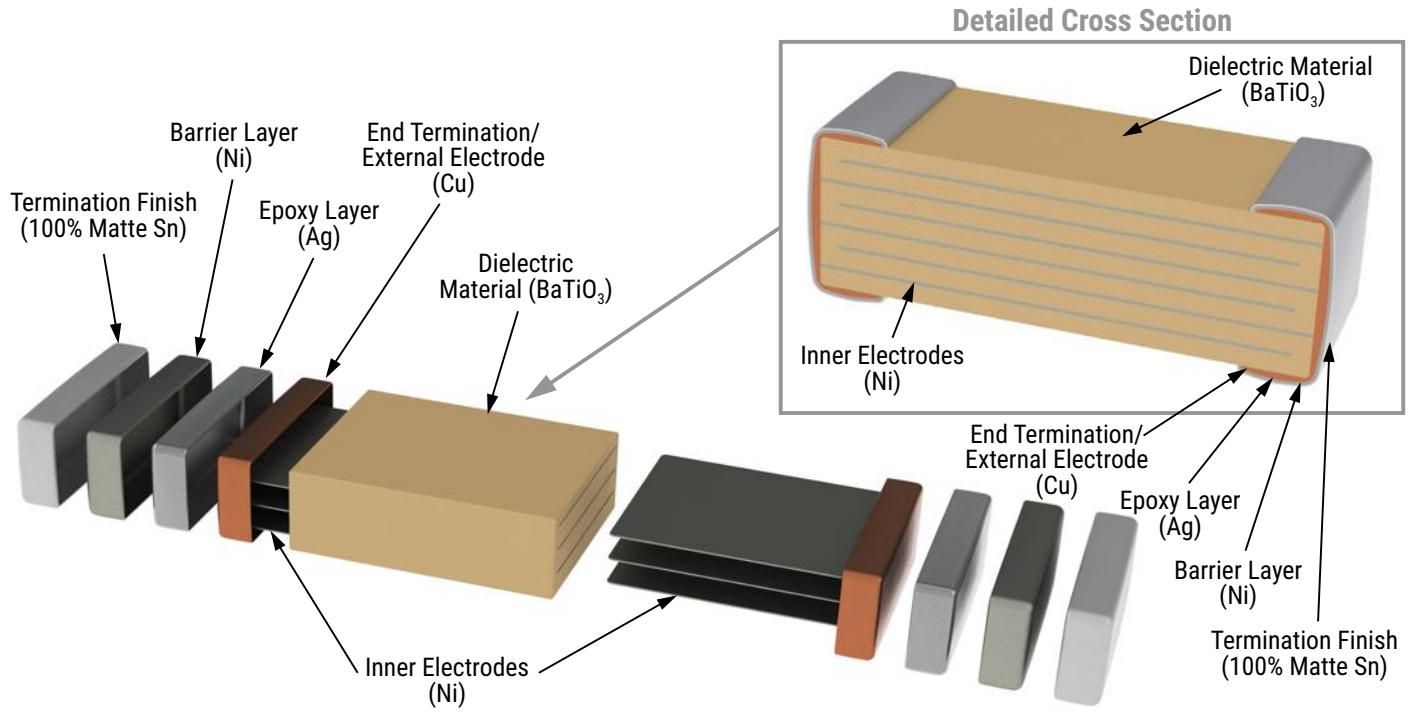 Detailed Cross Section
Dielectric Material
(BaTiO₃)
Barrier Layer
(Ni)
End Termination/
External Electrode
(Cu)
Termination Finish
(100% Matte Sn)
Epoxy Layer
(Ag)
Dielectric
Material (BaTiO₃)
Inner Electrodes
(Ni)
End Termination/
External Electrode
(Cu)
Epoxy Layer
(Ag)
Barrier Layer
(Ni)
Termination Finish
(100% Matte Sn)
Inner Electrodes
(Ni)